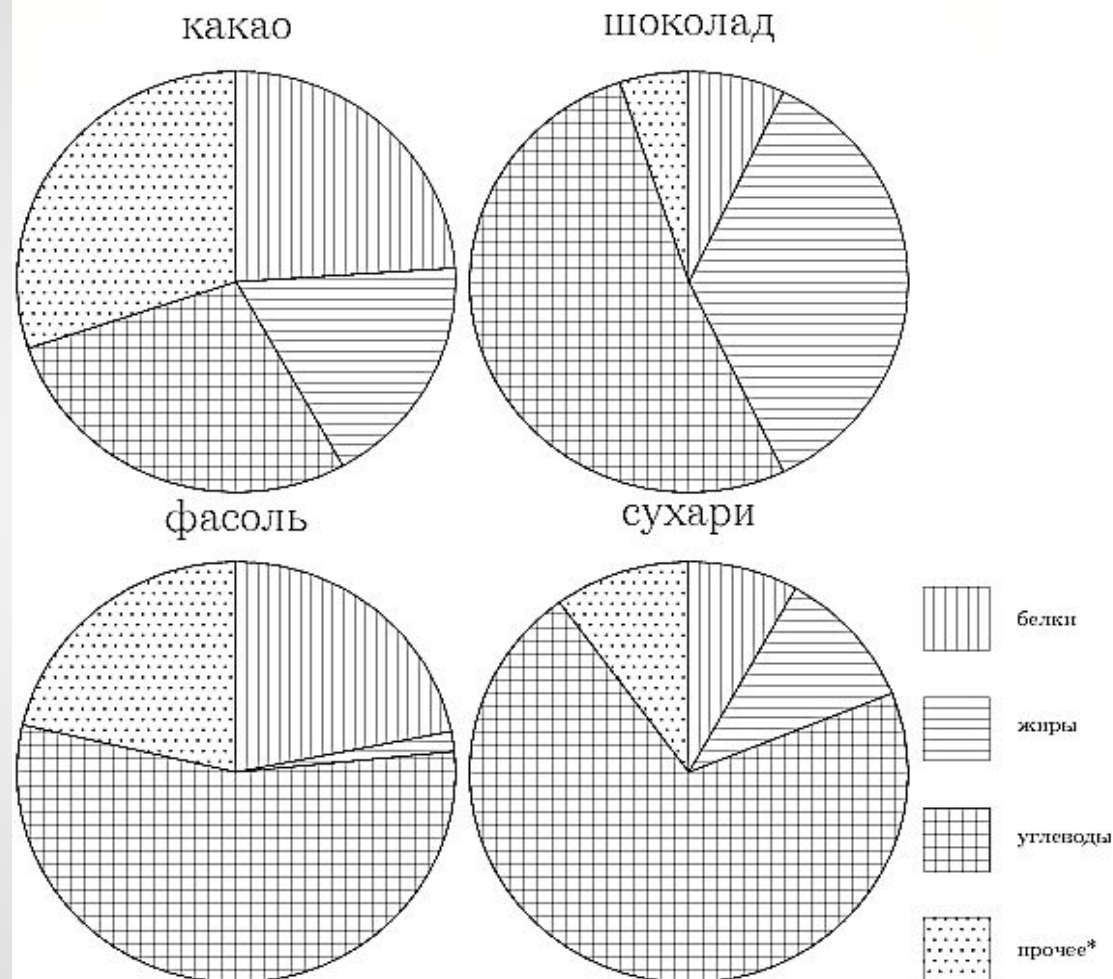 какао
шоколад
фасоль
сухари
белки
жиры
углеводы
прочее*